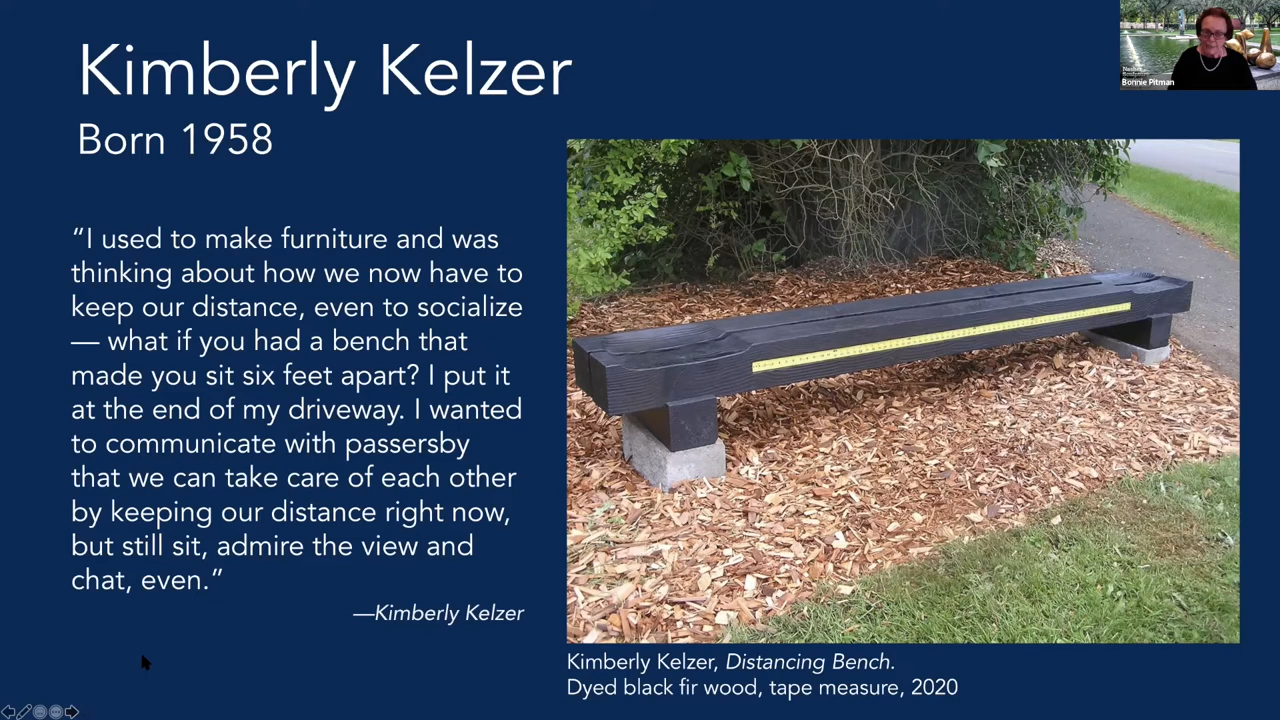 Kimberly Kelzer
Born 1958
“I used to make furniture and was
thinking about how we now have to
keep our distance, even to socialize
— what if you had a bench that
made you sit six feet apart? I put it
at the end of my driveway. I wanted
to communicate with passersby
that we can take care of each other
by keeping our distance right now,
but still sit, admire the view and
chat, even.”
—Kimberly Kelzer
Kimberly Kelzer, Distancing Bench.
Dyed black fir wood, tape measure, 2020
Bonnie Pitman